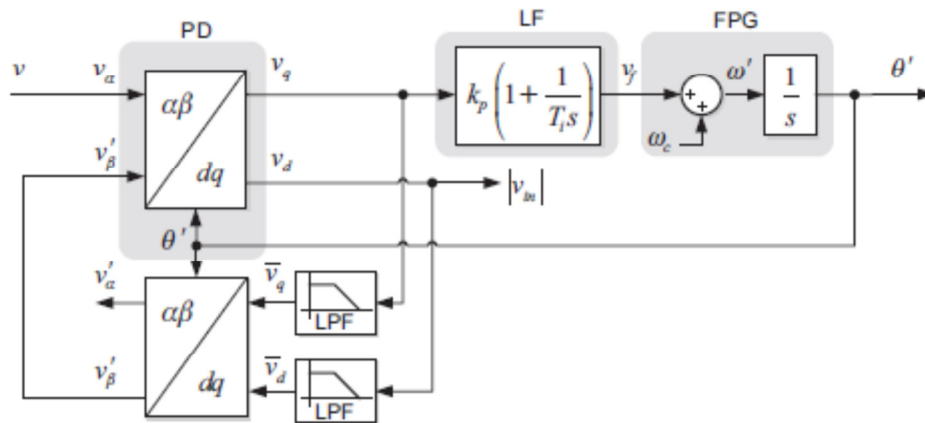 PD
LF
FPG
v
v_α
v_q
k_p(1+1/(T_i s))
v_f
ω'
1/s
θ'
αβ
dq
ω_c
v'_β
v_d
|v_in|
θ'
v'_α
αβ
dq
v̄_q
LPF
v'_β
v̄_d
LPF